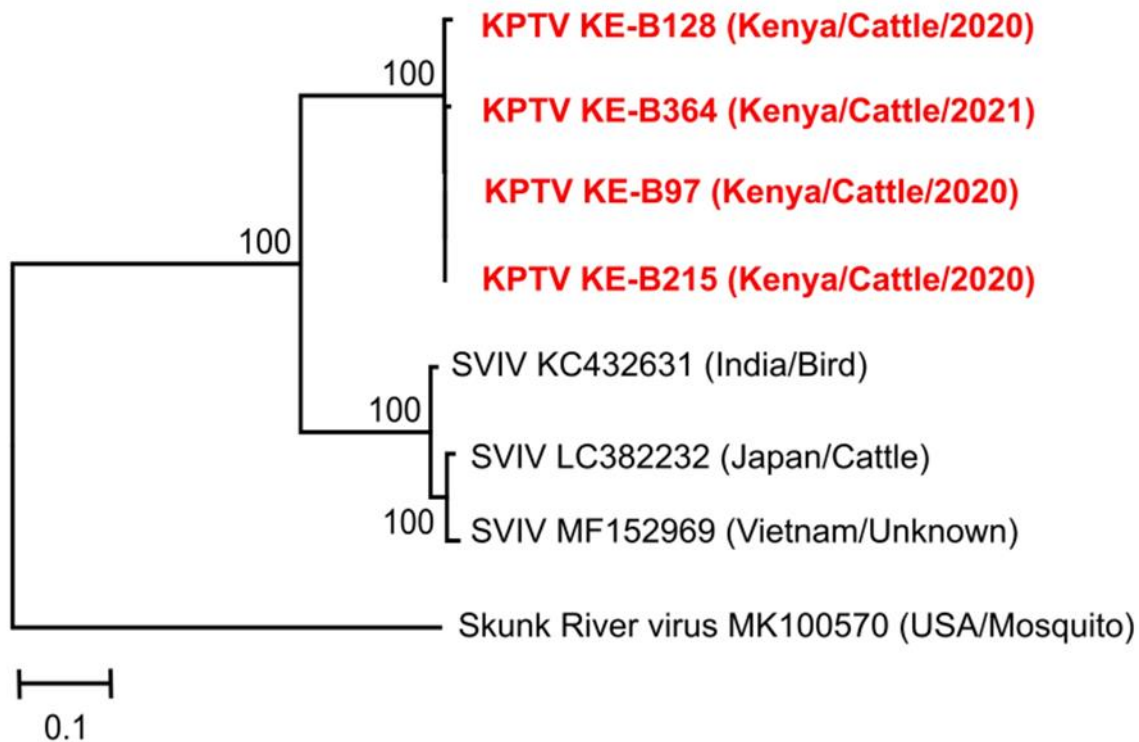 KPTV KE-B128 (Kenya/Cattle/2020)
100
KPTV KE-B364 (Kenya/Cattle/2021)
KPTV KE-B97 (Kenya/Cattle/2020)
100
KPTV KE-B215 (Kenya/Cattle/2020)
SVIV KC432631 (India/Bird)
100
SVIV LC382232 (Japan/Cattle)
100
SVIV MF152969 (Vietnam/Unknown)
Skunk River virus MK100570 (USA/Mosquito)
0.1